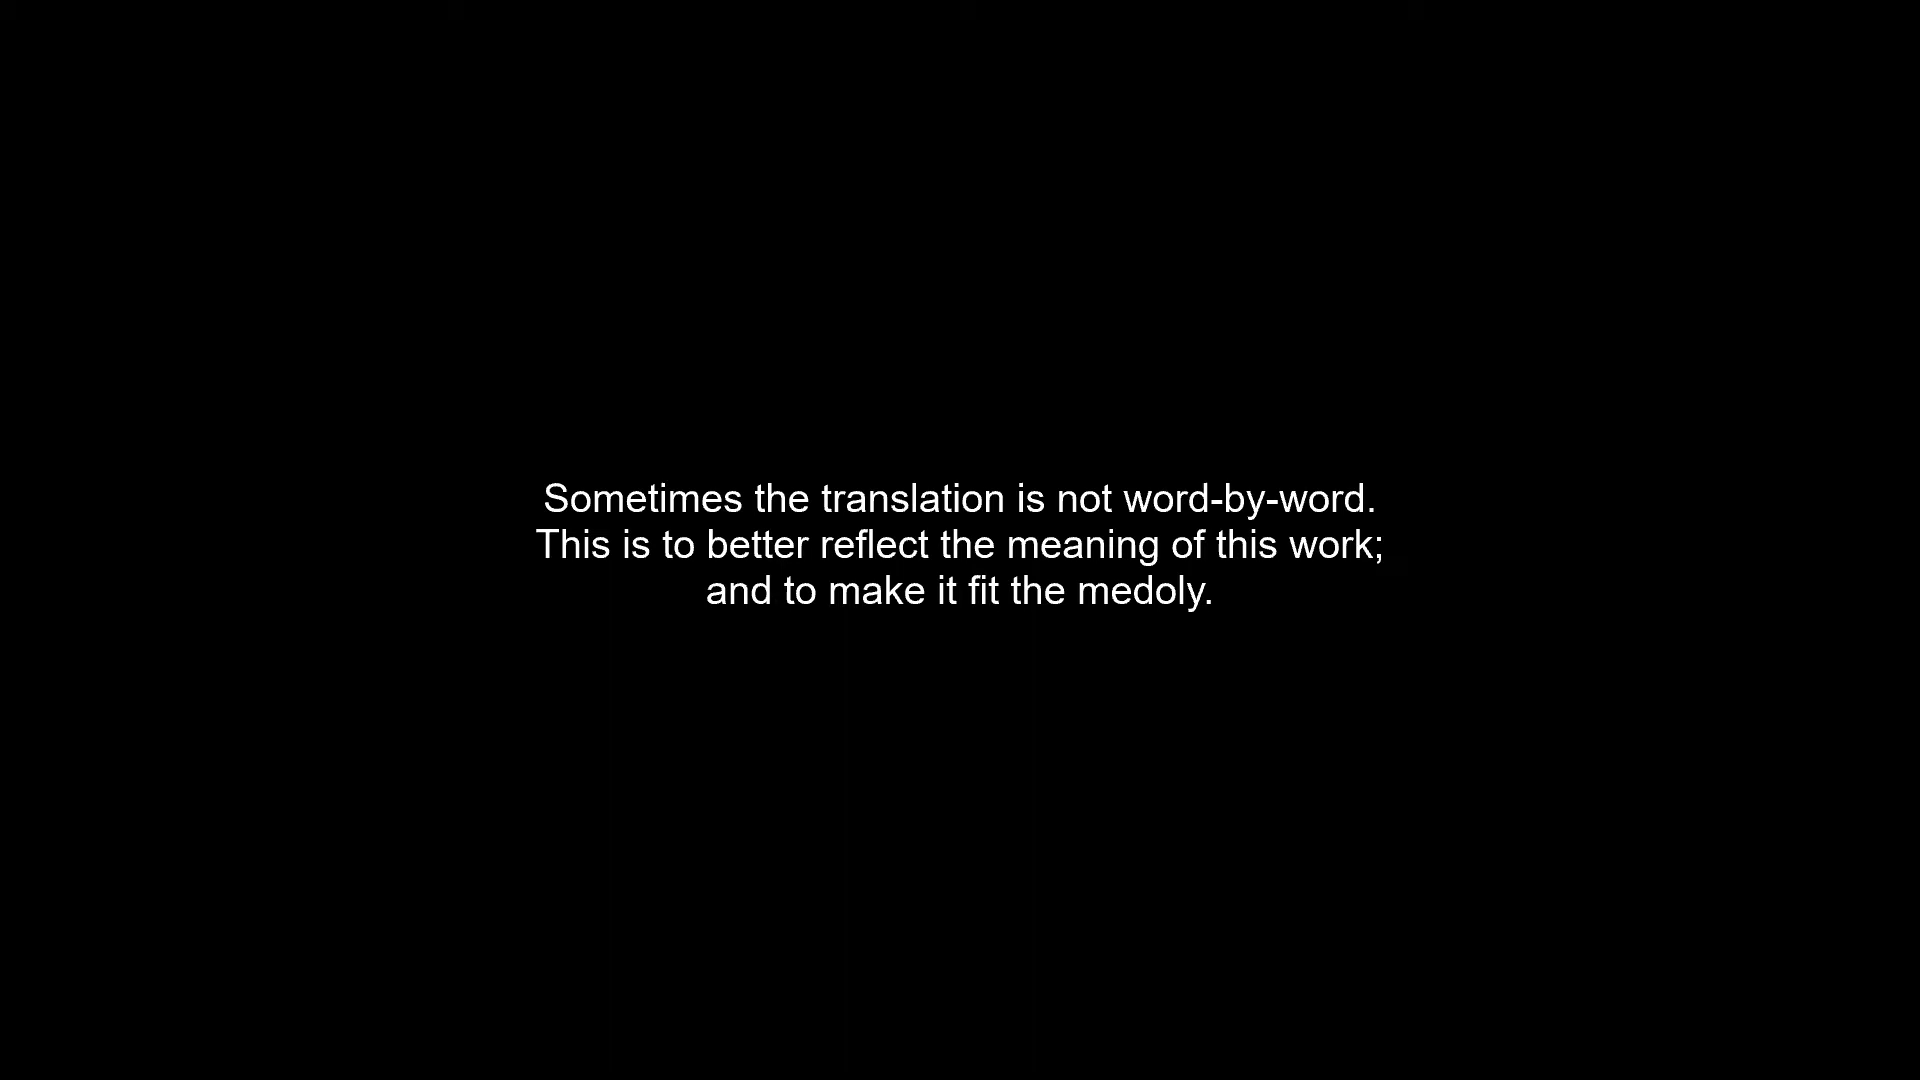 Sometimes the translation is not word-by-word.
This is to better reflect the meaning of this work;
and to make it fit the medoly.